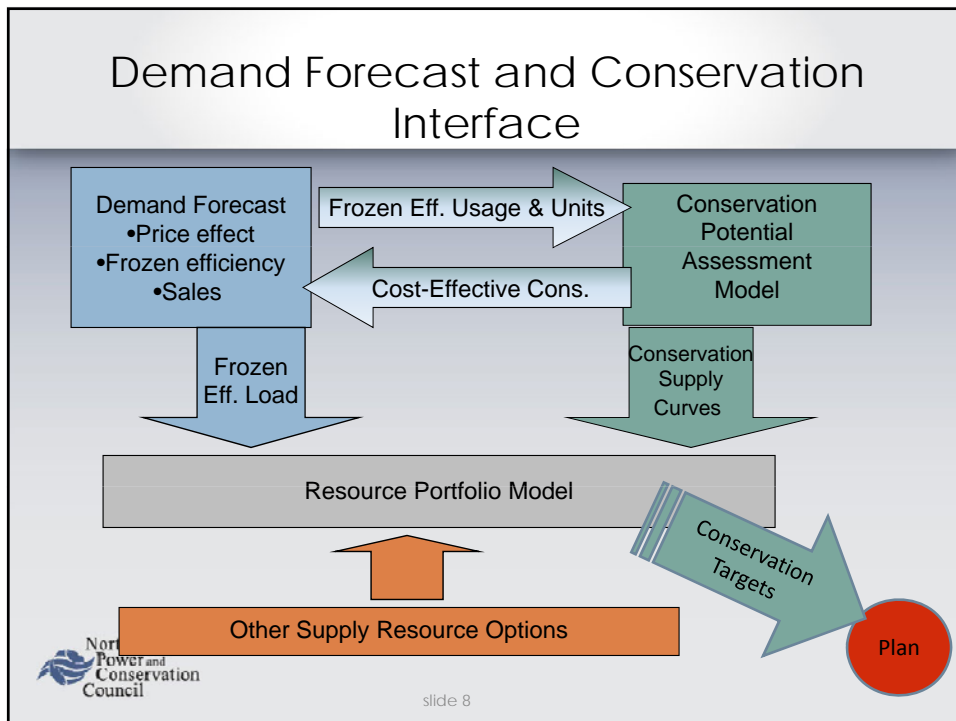 Demand Forecast and Conservation
Interface
Demand Forecast
•Price effect
•Frozen efficiency
•Sales
Frozen Eff. Usage & Units
Cost-Effective Cons.
Conservation
Potential
Assessment
Model
Frozen
Eff. Load
Conservation
Supply
Curves
Resource Portfolio Model
Conservation
Targets
Other Supply Resource Options
Plan
Power and
Conservation
Council
slide 8